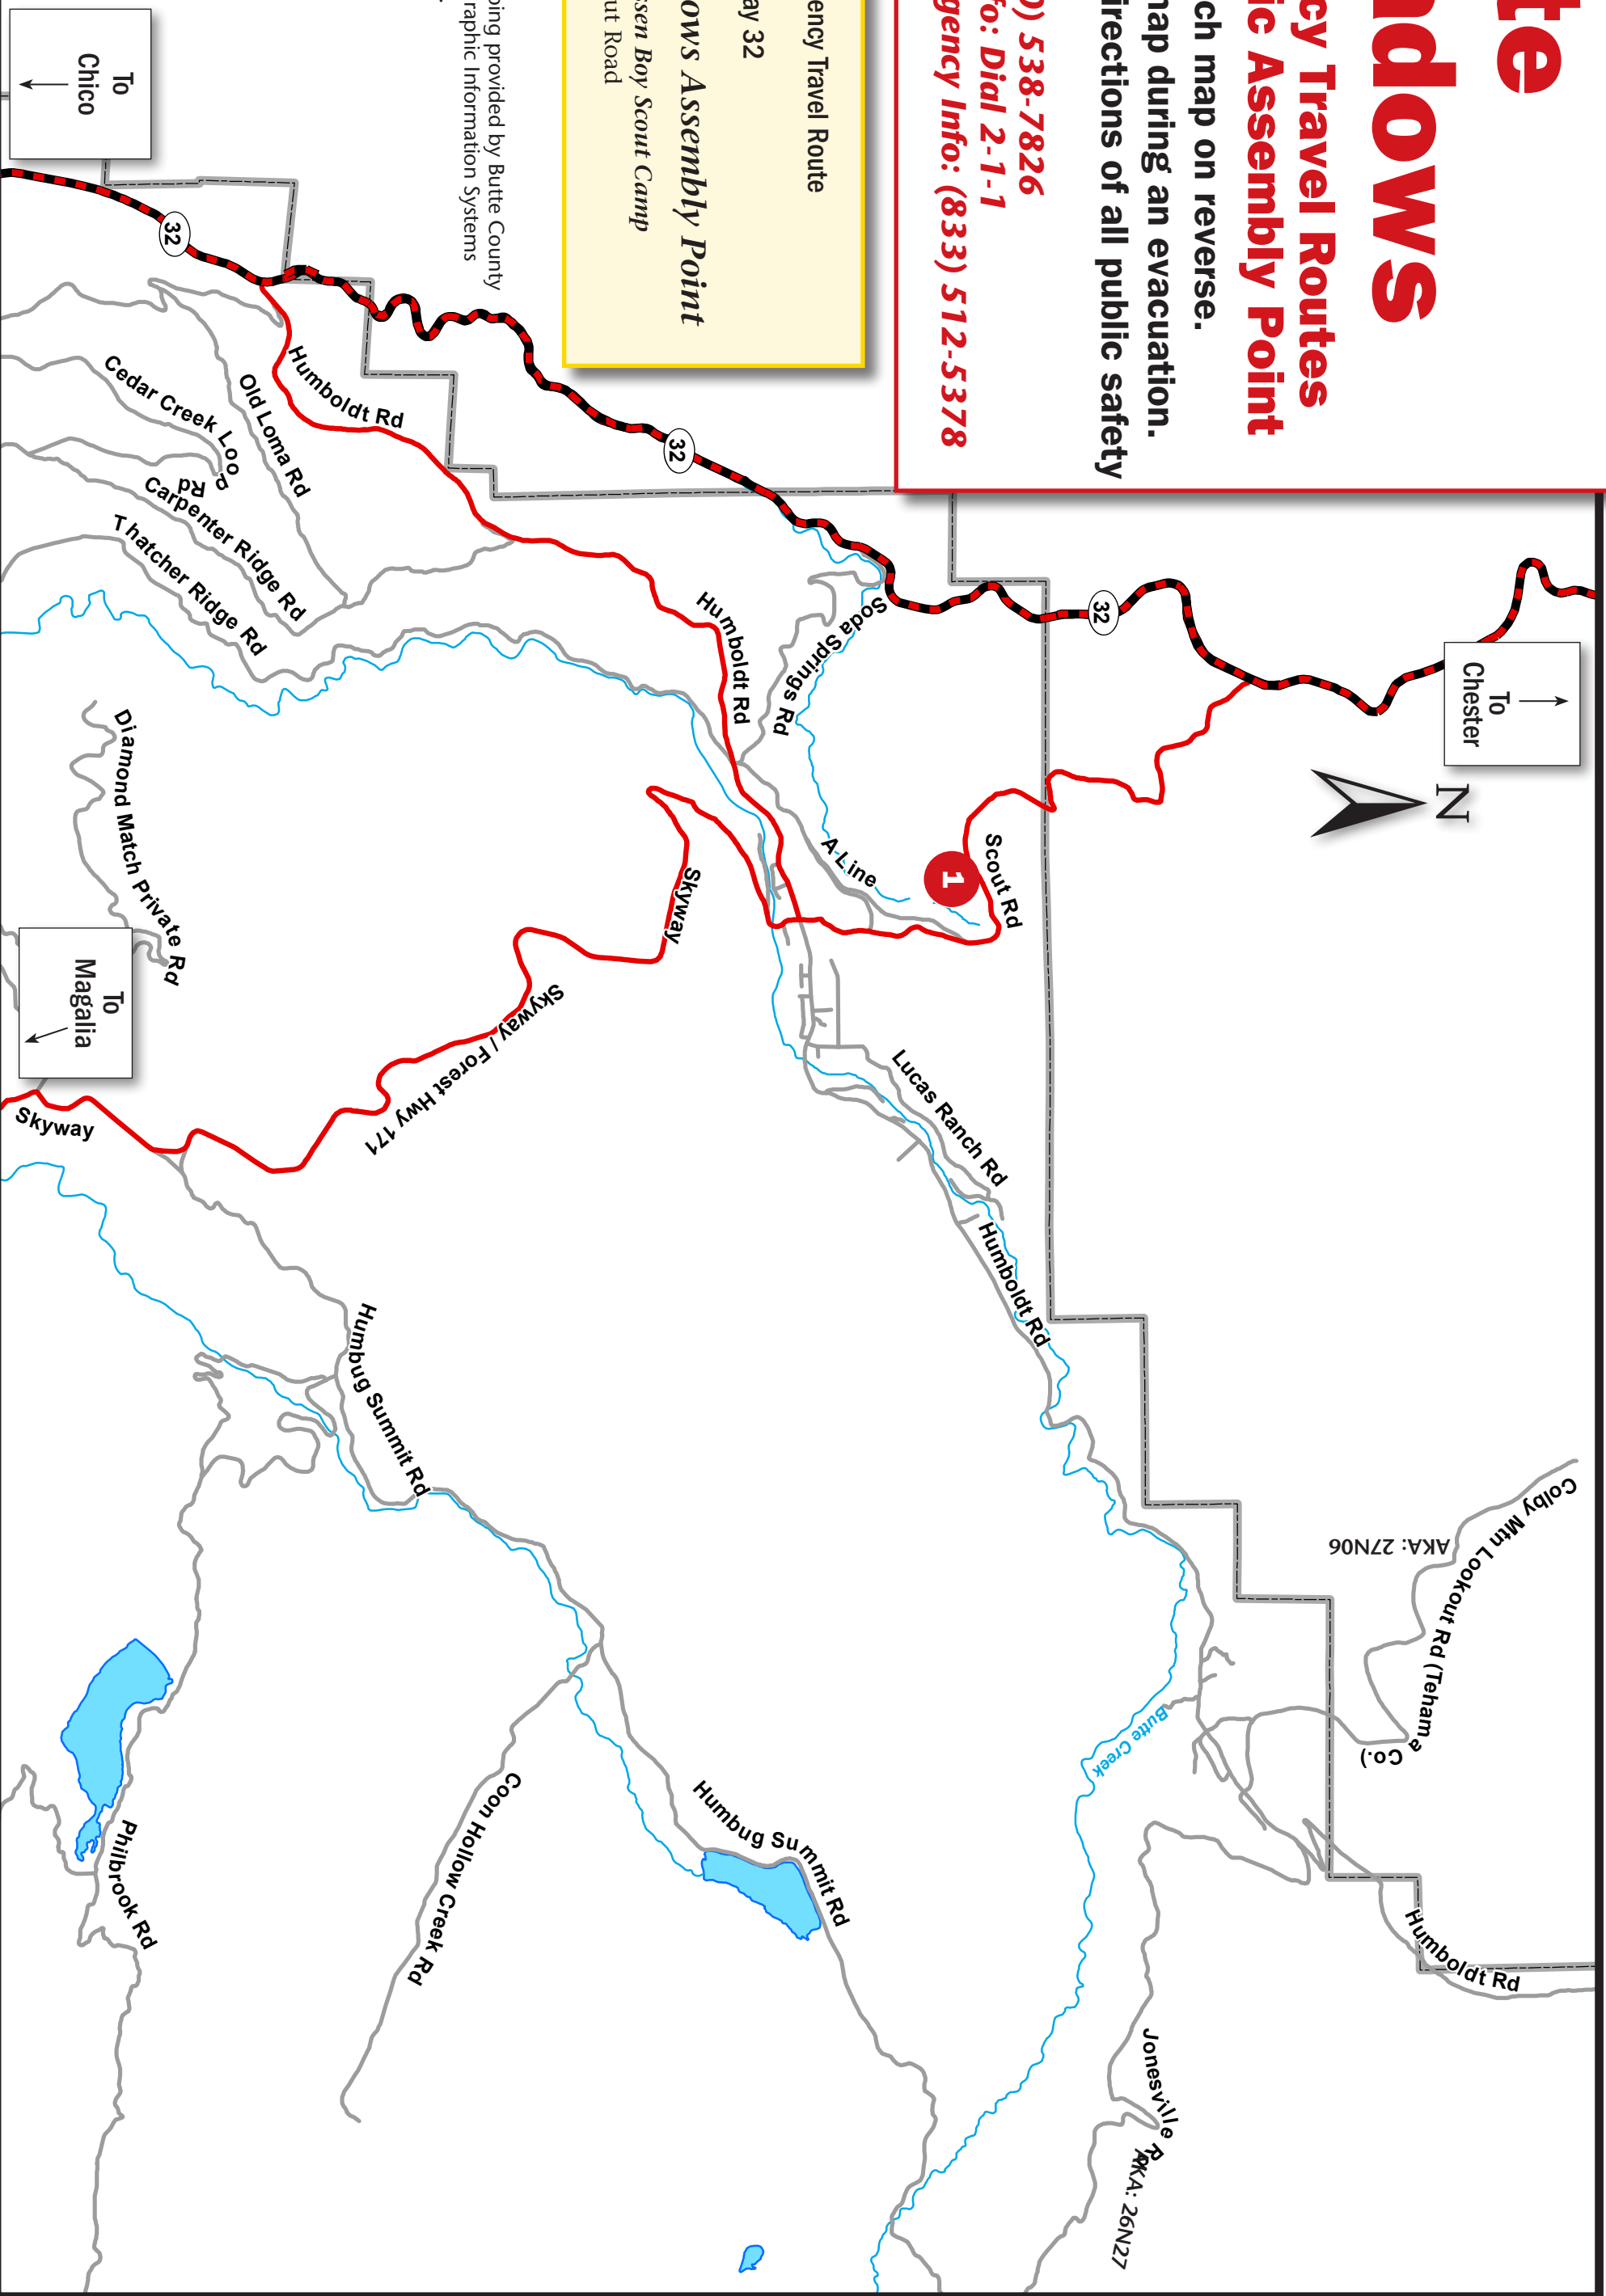 te
dows
cy Travel Routes
ic Assembly Point
ch map on reverse.
map during an evacuation.
irections of all public safety
0) 538-7826
fo: Dial 2-1-1
gency Info: (833) 512-5378
ency Travel Route
ay 32
ows Assembly Point
ssen Boy Scout Camp
ut Road
ping provided by Butte County
raphic Information Systems
To
Chico
To
Chester
N
To
Magalia
32
32
32
1
Humboldt Rd
Old Loma Rd
Cedar Creek Loop Rd
Carpenter Ridge Rd
Thatcher Ridge Rd
Humboldt Rd
Soda Springs Rd
A Line
Scout Rd
Diamond Match Private Rd
Skyway
Skyway / Forest Hwy 171
Skyway
Lucas Ranch Rd
Humboldt Rd
Humbug Summit Rd
Colby Mtn Lookout Rd (Tehama Co.)
AKA: 27N06
Butte Creek
Humboldt Rd
Humbug Summit Rd
Coon Hollow Creek Rd
Philbrook Rd
Jonesville Rd
AKA: 26N27